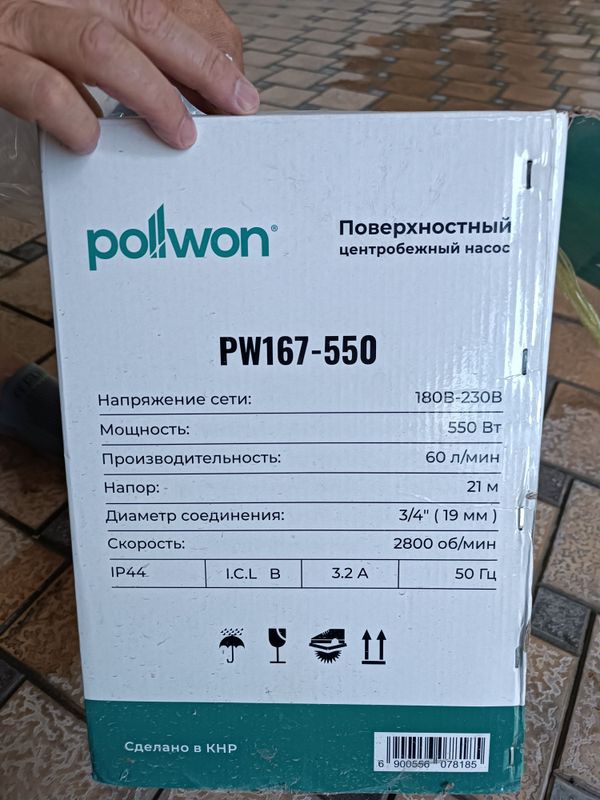 pollwon®
Поверхностный
центробежный насос
PW167-550
Напряжение сети: 180В-230В
Мощность: 550 Вт
Производительность: 60 л/мин
Напор: 21 м
Диаметр соединения: 3/4" ( 19 мм )
Скорость: 2800 об/мин
IP44 I.C.L B 3.2 A 50 Гц
Сделано в КНР
6 900556 078185